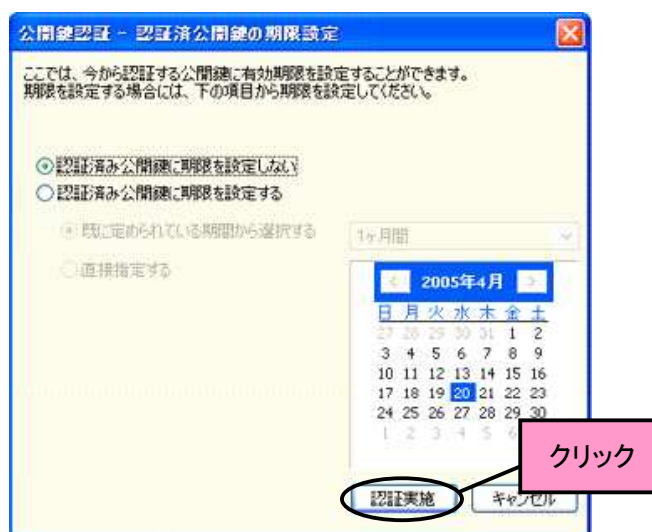 公開鍵認証 - 認証済公開鍵の期限設定
ここでは、今から認証する公開鍵に有効期限を設定することができます。
期限を設定する場合には、下の項目から期限を設定してください。
認証済み公開鍵に期限を設定しない
認証済み公開鍵に期限を設定する
既に定められている期間から選択する
1ヶ月間
直接指定する
2005年4月
日 月 火 水 木 金 土
27 28 29 30 31 1 2
3 4 5 6 7 8 9
10 11 12 13 14 15 16
17 18 19 20 21 22 23
24 25 26 27 28 29 30
1 2 3 4 5 6
クリック
認証実施
キャンセル